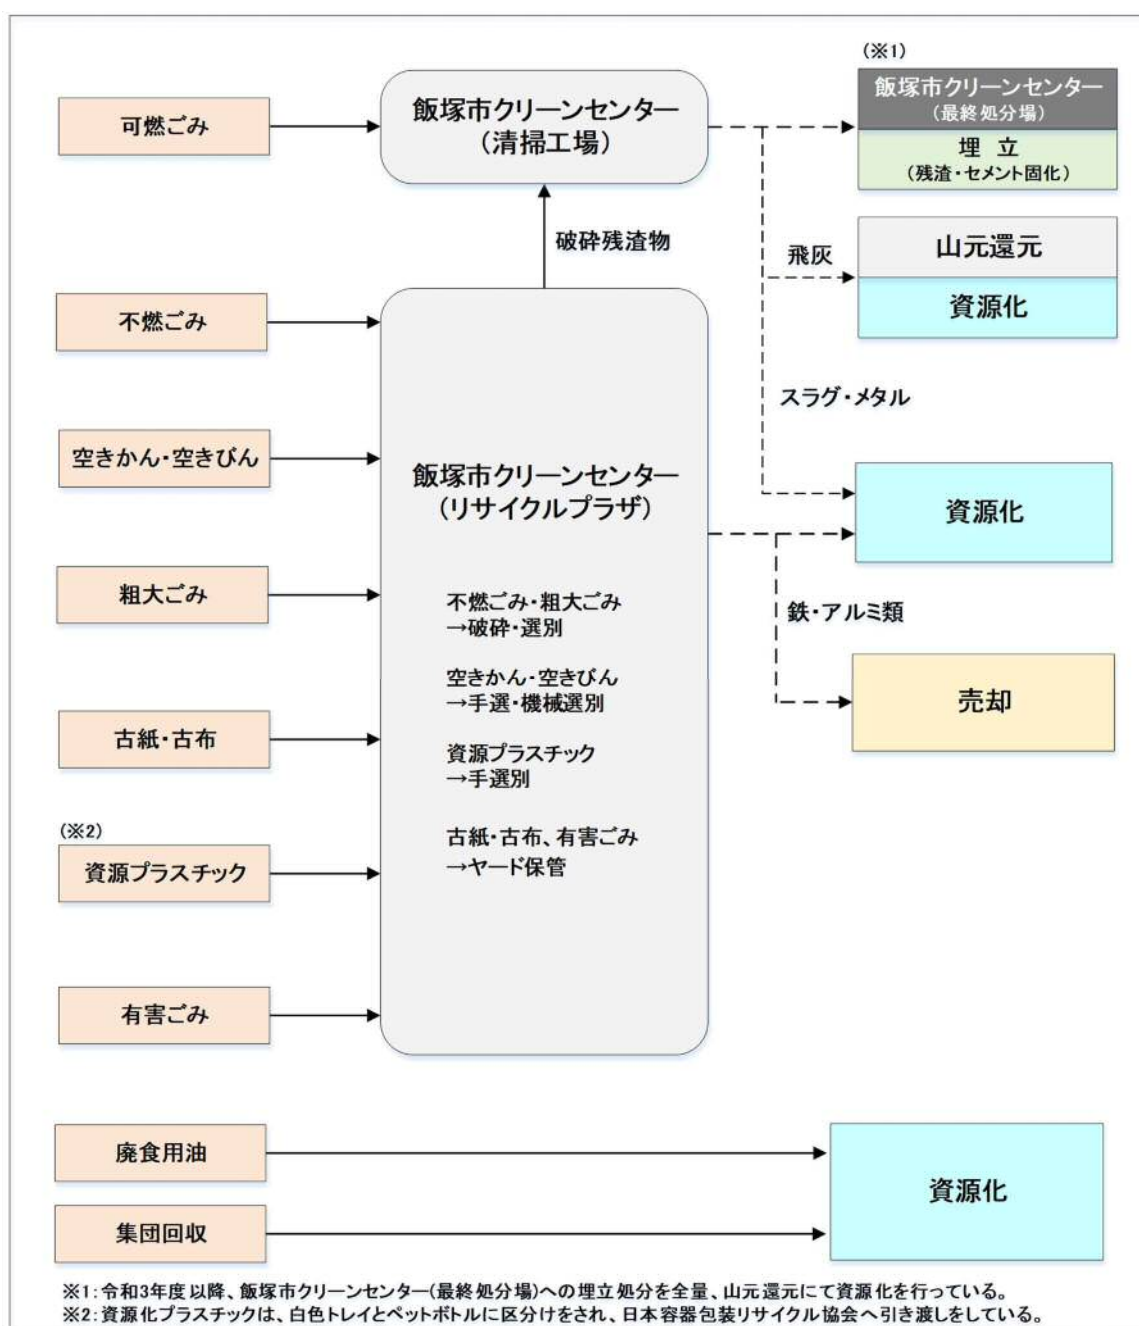 (※1)
可燃ごみ
飯塚市クリーンセンター
(清掃工場)
飯塚市クリーンセンター
(最終処分場)
埋 立
(残渣・セメント固化)
破砕残渣物
飛灰
山元還元
資源化
不燃ごみ
スラグ・メタル
空きかん・空きびん
飯塚市クリーンセンター
(リサイクルプラザ)
資源化
粗大ごみ
不燃ごみ・粗大ごみ
→破砕・選別
鉄・アルミ類
空きかん・空きびん
→手選・機械選別
売却
古紙・古布
資源プラスチック
→手選別
(※2)
資源プラスチック
古紙・古布、有害ごみ
→ヤード保管
有害ごみ
廃食用油
資源化
集団回収
※1:令和3年度以降、飯塚市クリーンセンター(最終処分場)への埋立処分を全量、山元還元にて資源化を行っている。
※2:資源化プラスチックは、白色トレイとペットボトルに区分けをされ、日本容器包装リサイクル協会へ引き渡しをしている。